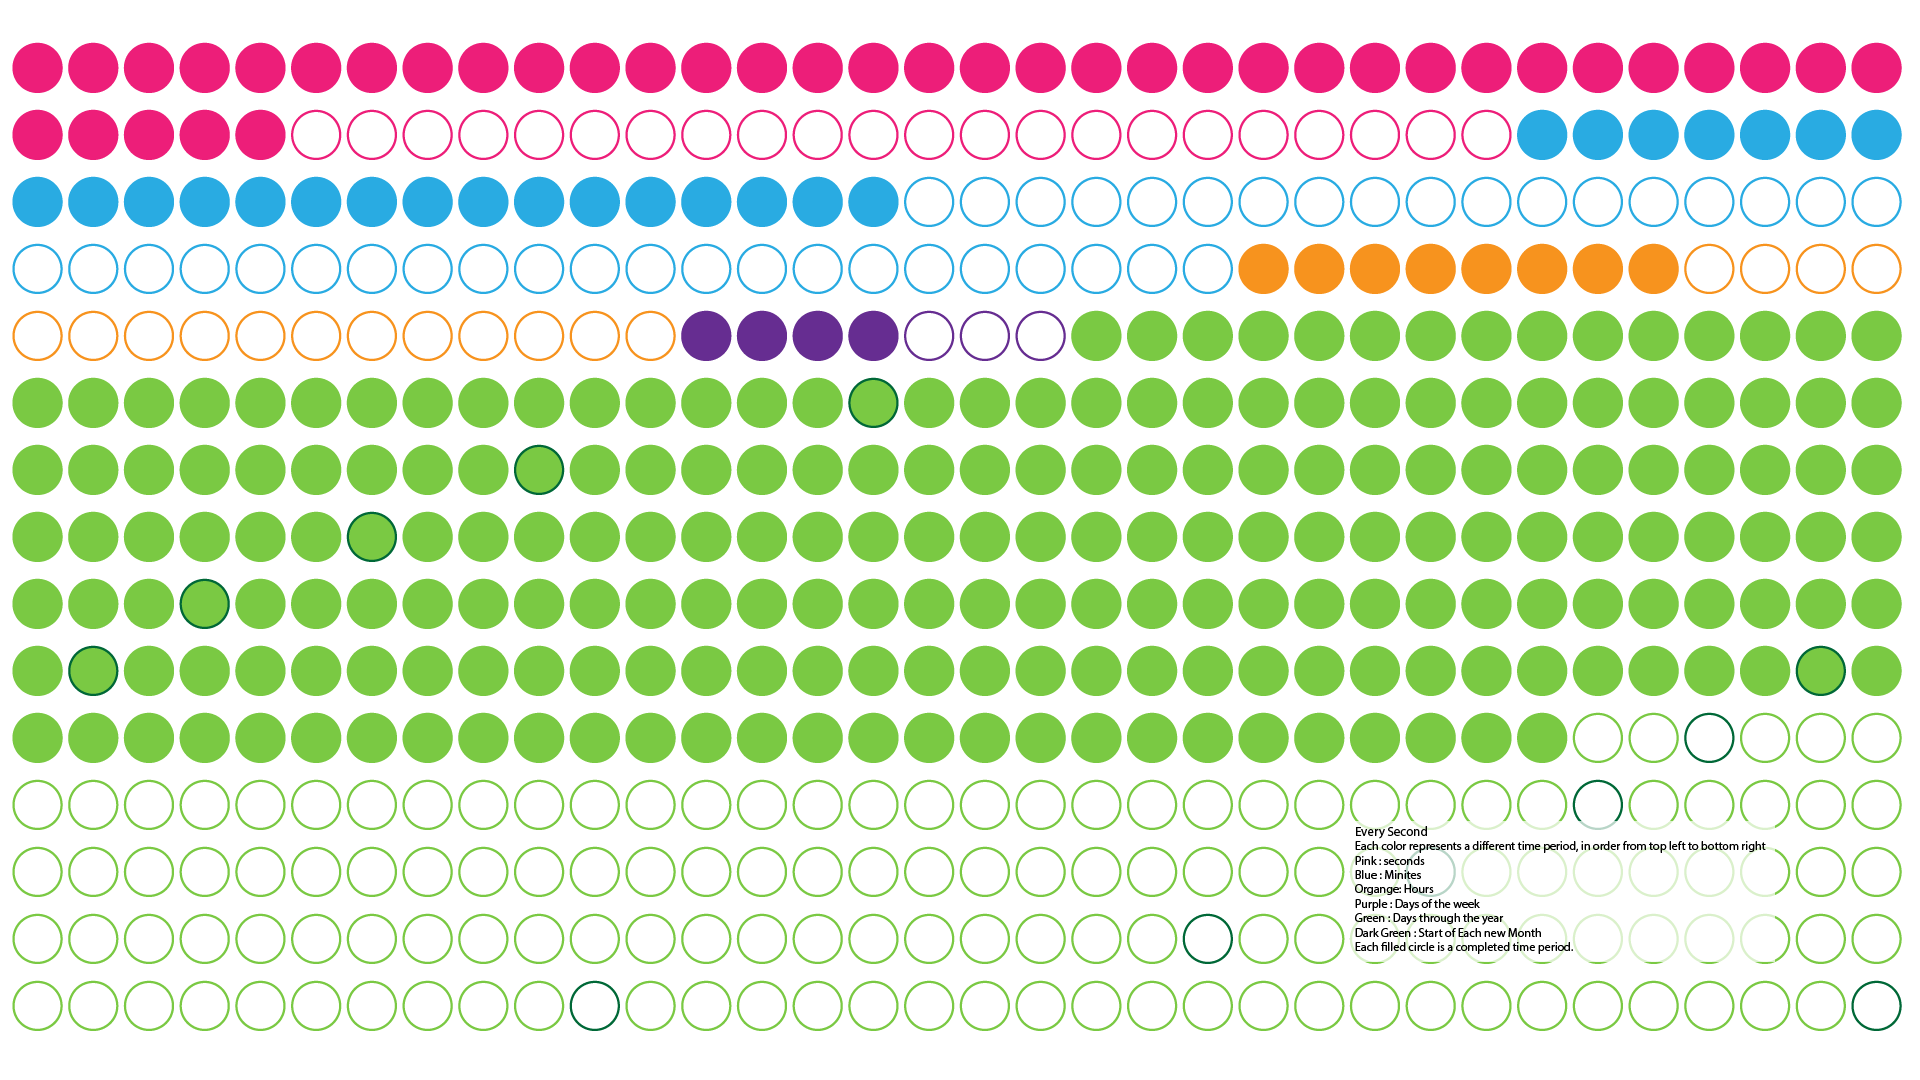 Every Second
Each color represents a different time period, in order from top left to bottom right
Pink : seconds
Blue : Minites
Organge: Hours
Purple : Days of the week
Green : Days through the year
Dark Green : Start of Each new Month
Each filled circle is a completed time period.